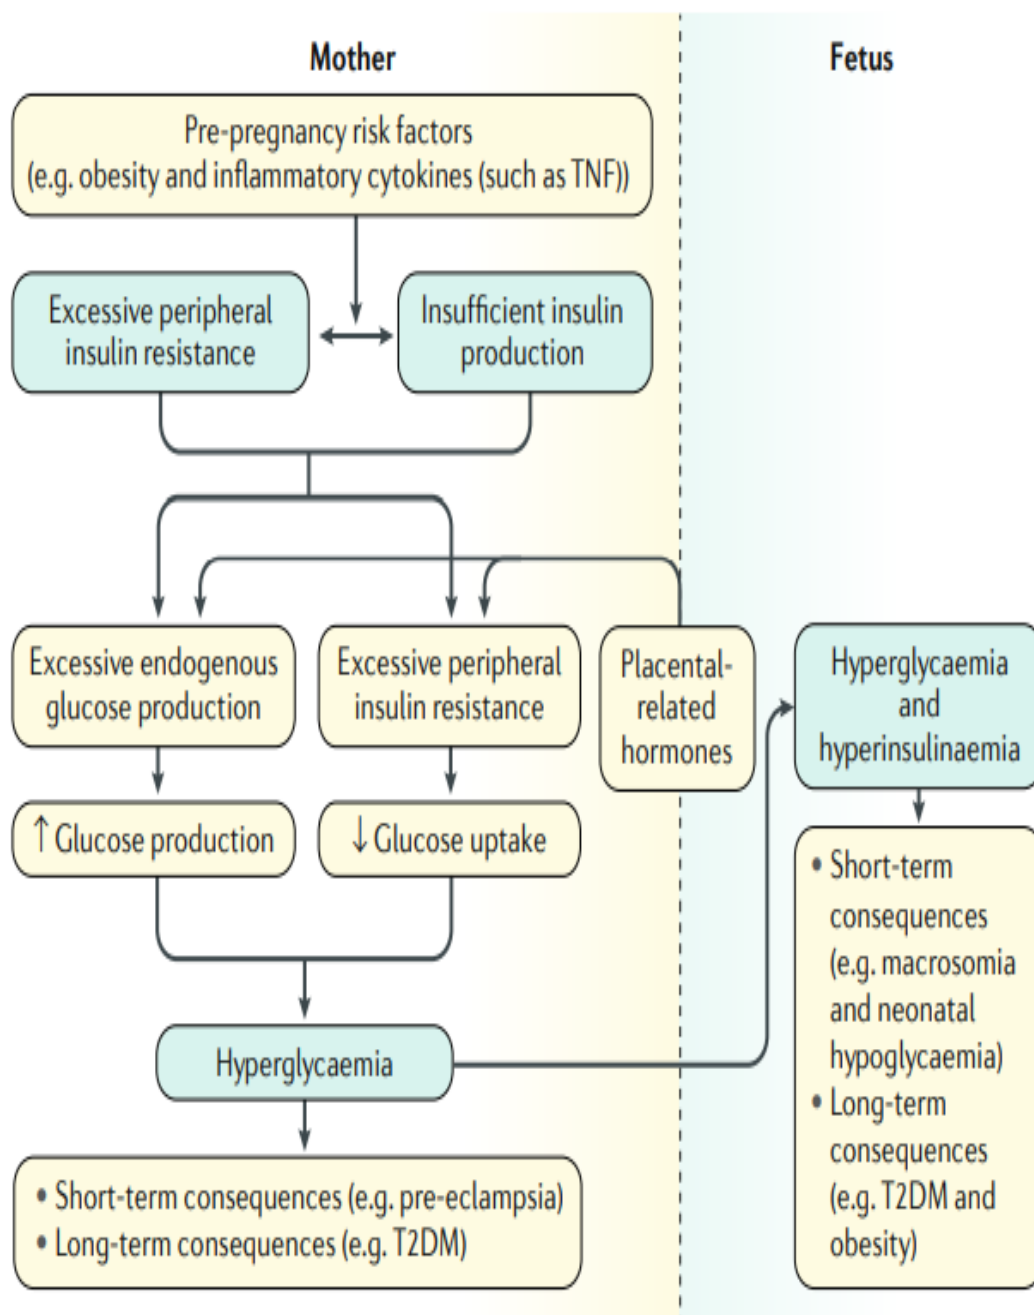 Mother
Fetus
Pre-pregnancy risk factors
(e.g. obesity and inflammatory cytokines (such as TNF))
Excessive peripheral
insulin resistance
Insufficient insulin
production
Excessive endogenous
glucose production
Excessive peripheral
insulin resistance
Placental-
related
hormones
Hyperglycaemia
and
hyperinsulinaemia
↑ Glucose production
↓ Glucose uptake
• Short-term
consequences
(e.g. macrosomia
and neonatal
hypoglycaemia)
• Long-term
consequences
(e.g. T2DM and
obesity)
Hyperglycaemia
• Short-term consequences (e.g. pre-eclampsia)
• Long-term consequences (e.g. T2DM)